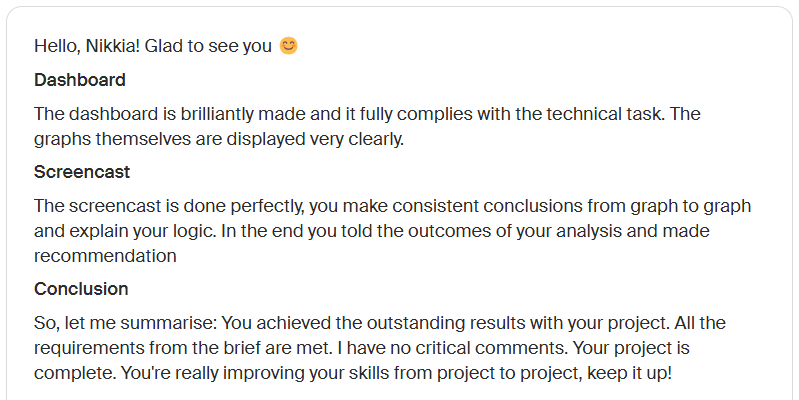 Hello, Nikkia! Glad to see you 😊
Dashboard
The dashboard is brilliantly made and it fully complies with the technical task. The
graphs themselves are displayed very clearly.
Screencast
The screencast is done perfectly, you make consistent conclusions from graph to graph
and explain your logic. In the end you told the outcomes of your analysis and made
recommendation
Conclusion
So, let me summarise: You achieved the outstanding results with your project. All the
requirements from the brief are met. I have no critical comments. Your project is
complete. You're really improving your skills from project to project, keep it up!